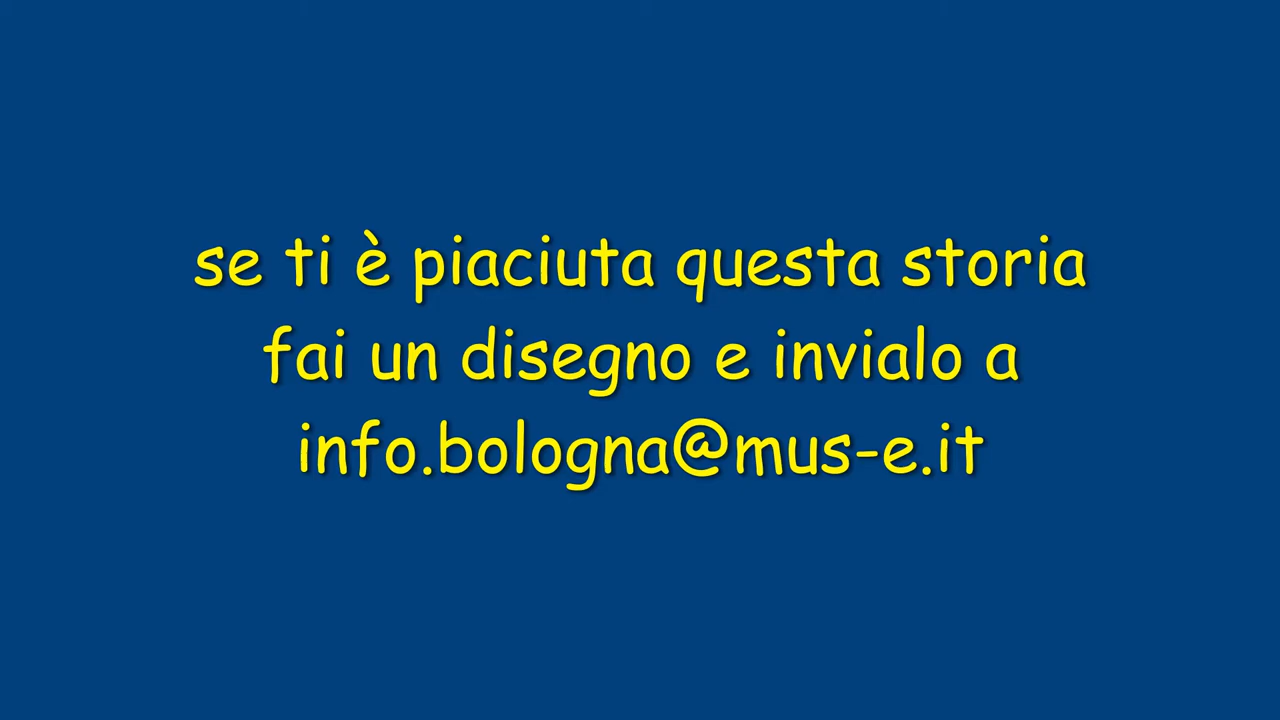 se ti è piaciuta questa storia
fai un disegno e invialo a
info.bologna@mus-e.it